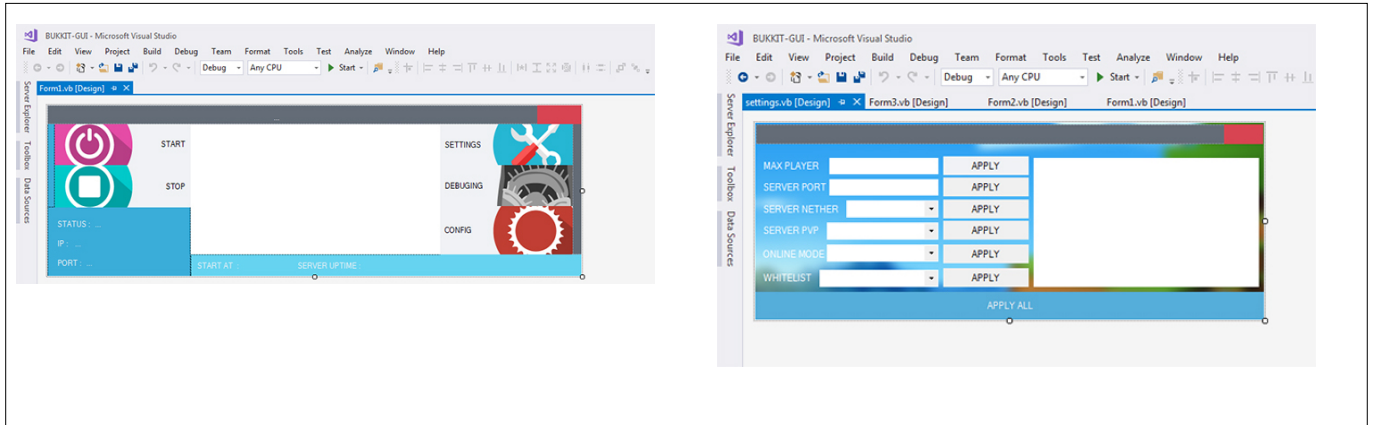 BUKKIT-GUI - Microsoft Visual Studio
File Edit View Project Build Debug Team Format Tools Test Analyze Window Help
Debug Any CPU Start
Server Explorer
Toolbox
Data Sources
Form1.vb [Design]
...
START
STOP
SETTINGS
DEBUGING
CONFIG
STATUS : ...
IP : ...
PORT : ...
START AT : SERVER UPTIME :
BUKKIT-GUI - Microsoft Visual Studio
File Edit View Project Build Debug Team Format Tools Test Analyze Window Help
Debug Any CPU Start
Server Explorer
Toolbox
Data Sources
settings.vb [Design] Form3.vb [Design] Form2.vb [Design] Form1.vb [Design]
MAX PLAYER APPLY
SERVER PORT APPLY
SERVER NETHER APPLY
SERVER PVP APPLY
ONLINE MODE APPLY
WHITELIST APPLY
APPLY ALL